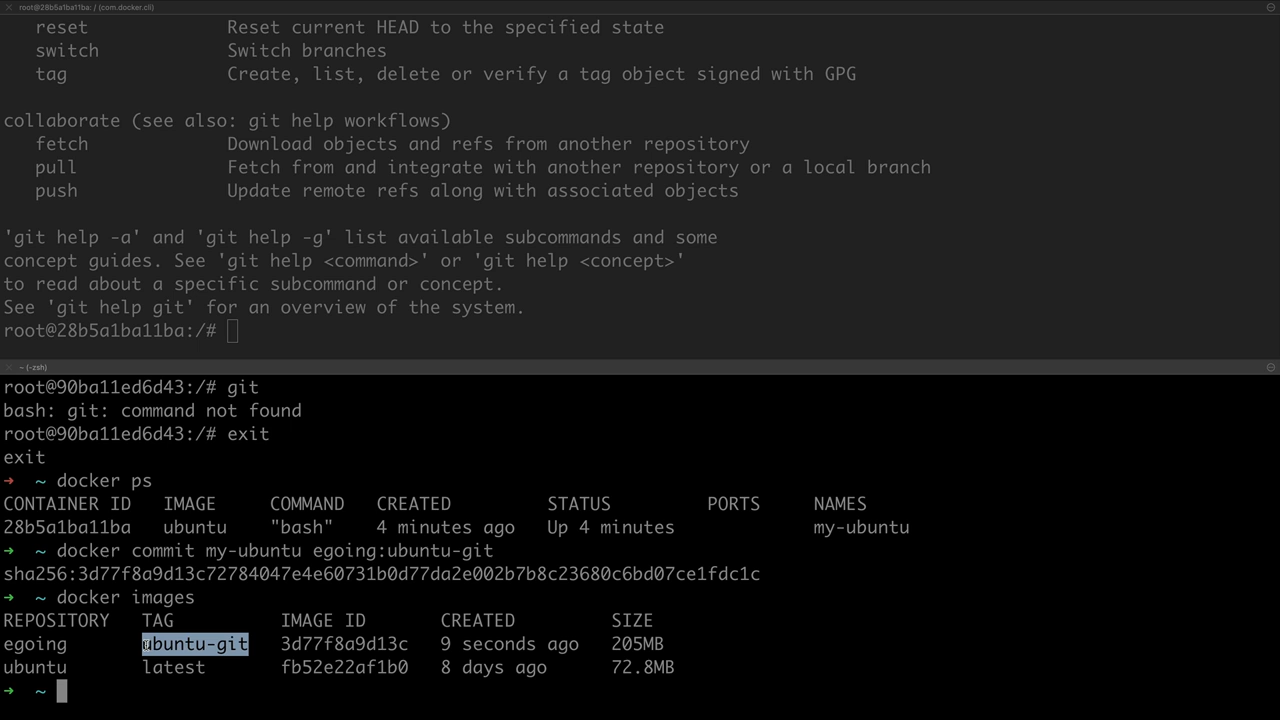 root@28b5a1ba11ba: / (com.docker.cli)
reset Reset current HEAD to the specified state
switch Switch branches
tag Create, list, delete or verify a tag object signed with GPG
collaborate (see also: git help workflows)
fetch Download objects and refs from another repository
pull Fetch from and integrate with another repository or a local branch
push Update remote refs along with associated objects
'git help -a' and 'git help -g' list available subcommands and some
concept guides. See 'git help <command>' or 'git help <concept>'
to read about a specific subcommand or concept.
See 'git help git' for an overview of the system.
root@28b5a1ba11ba:/#
~ (-zsh)
root@90ba11ed6d43:/# git
bash: git: command not found
root@90ba11ed6d43:/# exit
exit
➜ ~ docker ps
CONTAINER ID IMAGE COMMAND CREATED STATUS PORTS NAMES
28b5a1ba11ba ubuntu "bash" 4 minutes ago Up 4 minutes my-ubuntu
➜ ~ docker commit my-ubuntu egoing:ubuntu-git
sha256:3d77f8a9d13c72784047e4e60731b0d77da2e002b7b8c23680c6bd07ce1fdc1c
➜ ~ docker images
REPOSITORY TAG IMAGE ID CREATED SIZE
egoing ubuntu-git 3d77f8a9d13c 9 seconds ago 205MB
ubuntu latest fb52e22af1b0 8 days ago 72.8MB
➜ ~